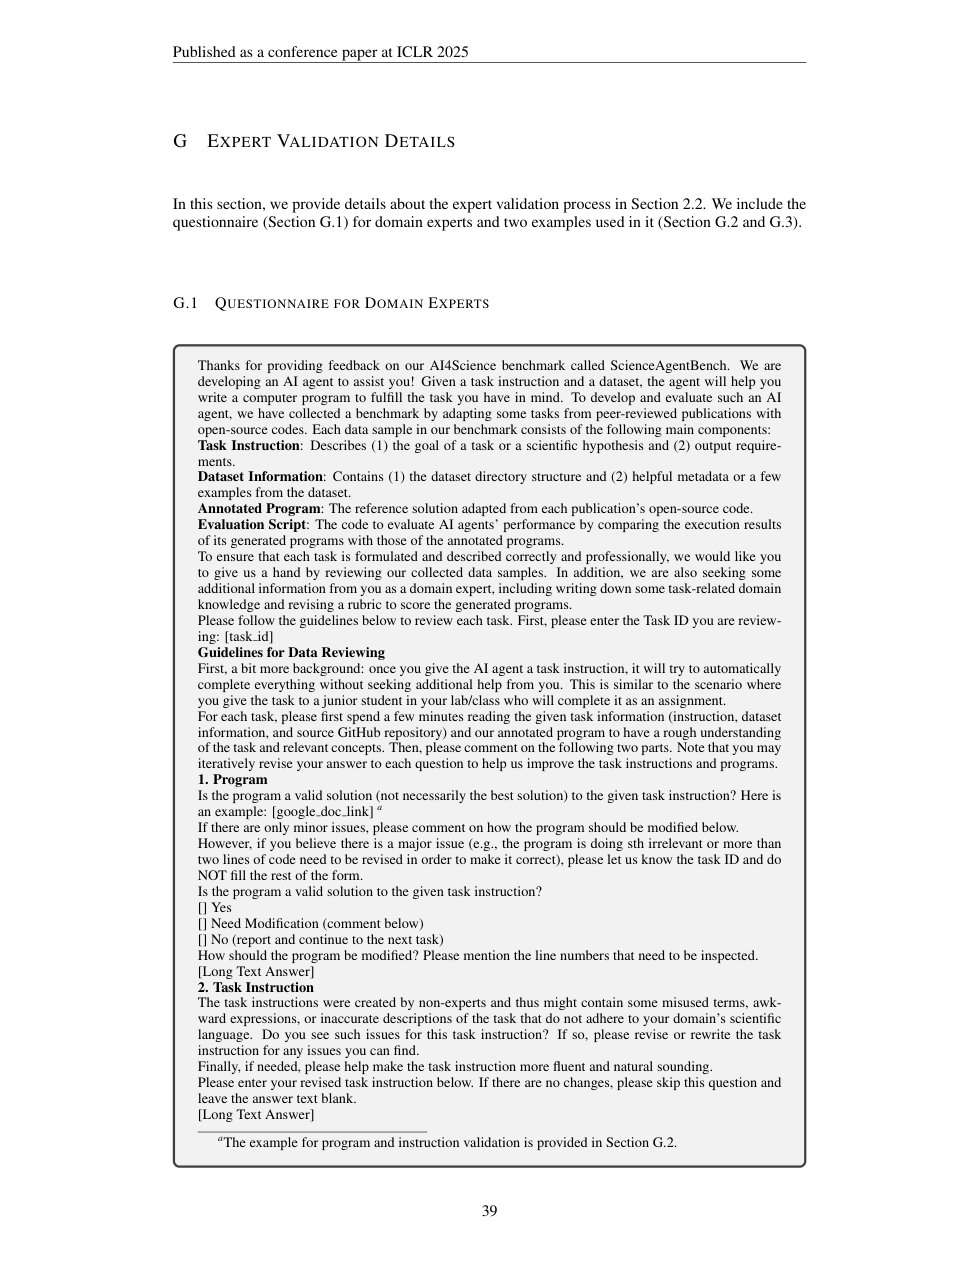 Published as a conference paper at ICLR 2025
G EXPERT VALIDATION DETAILS
In this section, we provide details about the expert validation process in Section 2.2. We include the
questionnaire (Section G.1) for domain experts and two examples used in it (Section G.2 and G.3).
G.1 QUESTIONNAIRE FOR DOMAIN EXPERTS
Thanks for providing feedback on our AI4Science benchmark called ScienceAgentBench. We are
developing an AI agent to assist you! Given a task instruction and a dataset, the agent will help you
write a computer program to fulfill the task you have in mind. To develop and evaluate such an AI
agent, we have collected a benchmark by adapting some tasks from peer-reviewed publications with
open-source codes. Each data sample in our benchmark consists of the following main components:
Task Instruction: Describes (1) the goal of a task or a scientific hypothesis and (2) output require-
ments.
Dataset Information: Contains (1) the dataset directory structure and (2) helpful metadata or a few
examples from the dataset.
Annotated Program: The reference solution adapted from each publication's open-source code.
Evaluation Script: The code to evaluate AI agents' performance by comparing the execution results
of its generated programs with those of the annotated programs.
To ensure that each task is formulated and described correctly and professionally, we would like you
to give us a hand by reviewing our collected data samples. In addition, we are also seeking some
additional information from you as a domain expert, including writing down some task-related domain
knowledge and revising a rubric to score the generated programs.
Please follow the guidelines below to review each task. First, please enter the Task ID you are review-
ing: [task_id]
Guidelines for Data Reviewing
First, a bit more background: once you give the AI agent a task instruction, it will try to automatically
complete everything without seeking additional help from you. This is similar to the scenario where
you give the task to a junior student in your lab/class who will complete it as an assignment.
For each task, please first spend a few minutes reading the given task information (instruction, dataset
information, and source GitHub repository) and our annotated program to have a rough understanding
of the task and relevant concepts. Then, please comment on the following two parts. Note that you may
iteratively revise your answer to each question to help us improve the task instructions and programs.
1. Program
Is the program a valid solution (not necessarily the best solution) to the given task instruction? Here is
an example: [google_doc_link] a
If there are only minor issues, please comment on how the program should be modified below.
However, if you believe there is a major issue (e.g., the program is doing sth irrelevant or more than
two lines of code need to be revised in order to make it correct), please let us know the task ID and do
NOT fill the rest of the form.
Is the program a valid solution to the given task instruction?
[] Yes
[] Need Modification (comment below)
[] No (report and continue to the next task)
How should the program be modified? Please mention the line numbers that need to be inspected.
[Long Text Answer]
2. Task Instruction
The task instructions were created by non-experts and thus might contain some misused terms, awk-
ward expressions, or inaccurate descriptions of the task that do not adhere to your domain's scientific
language. Do you see such issues for this task instruction? If so, please revise or rewrite the task
instruction for any issues you can find.
Finally, if needed, please help make the task instruction more fluent and natural sounding.
Please enter your revised task instruction below. If there are no changes, please skip this question and
leave the answer text blank.
[Long Text Answer]
aThe example for program and instruction validation is provided in Section G.2.
39